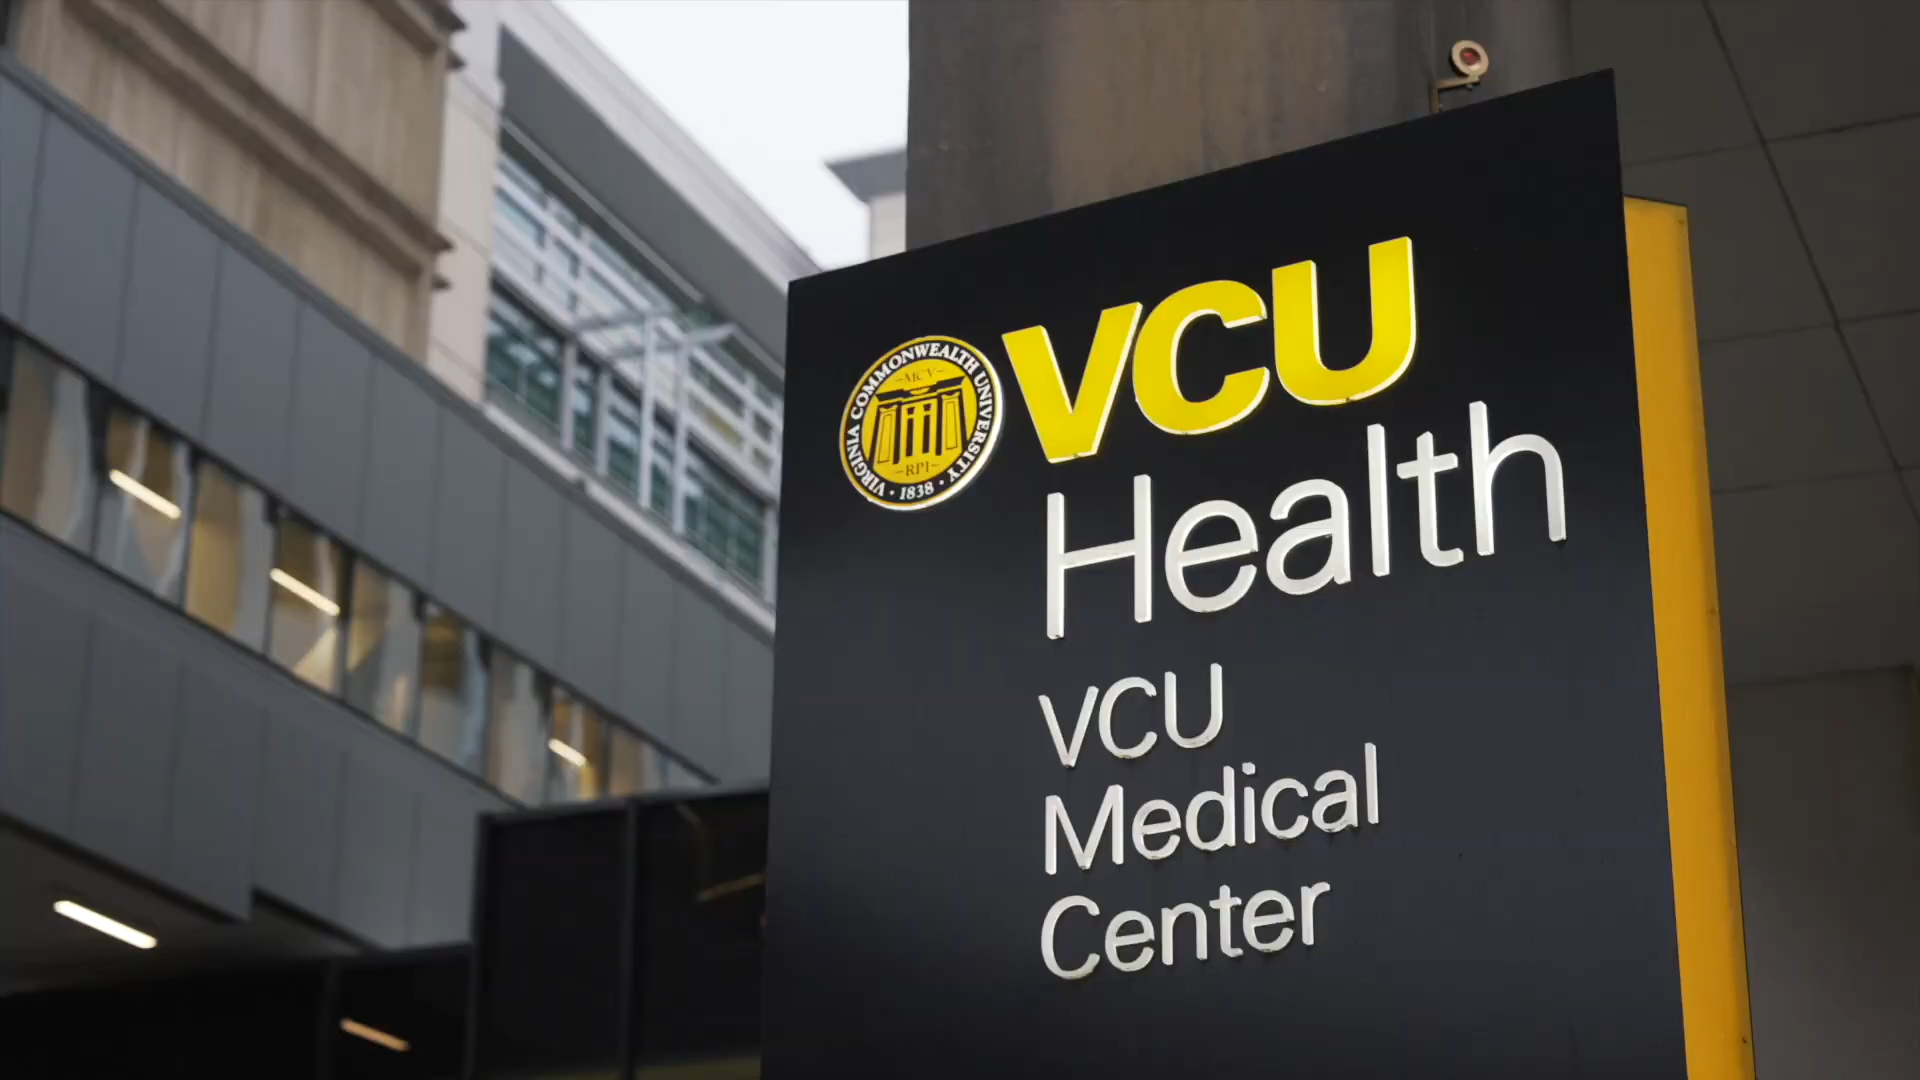 VIRGINIA COMMONWEALTH UNIVERSITY
MCV
RPI
· 1838 ·
VCU
Health
VCU
Medical
Center